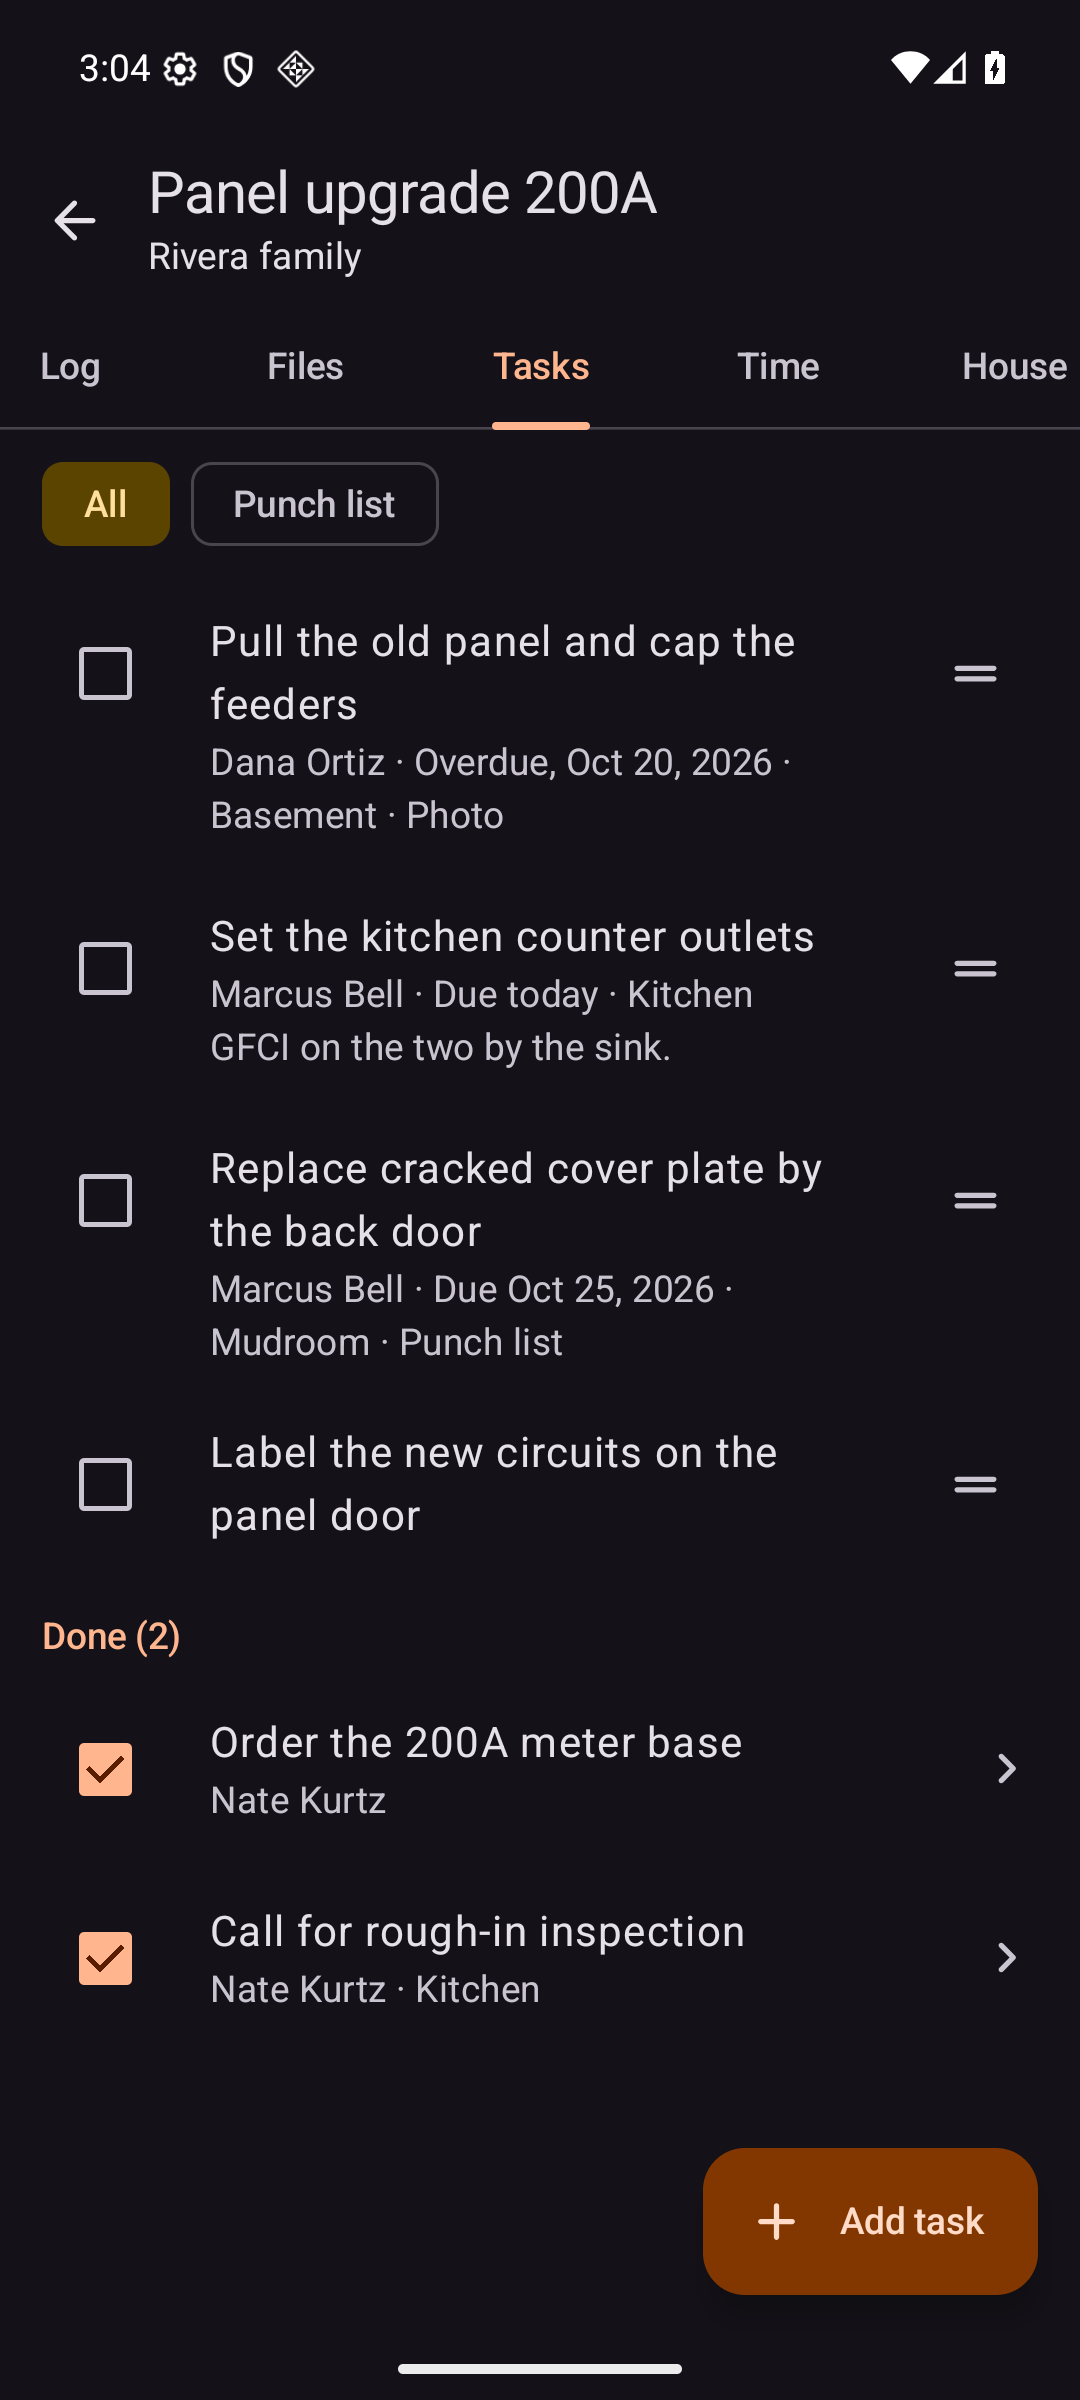 3:04
Panel upgrade 200A
Rivera family
Log Files Tasks Time House
All Punch list
Pull the old panel and cap the
feeders
Dana Ortiz · Overdue, Oct 20, 2026 ·
Basement · Photo
Set the kitchen counter outlets
Marcus Bell · Due today · Kitchen
GFCI on the two by the sink.
Replace cracked cover plate by
the back door
Marcus Bell · Due Oct 25, 2026 ·
Mudroom · Punch list
Label the new circuits on the
panel door
Done (2)
Order the 200A meter base
Nate Kurtz
Call for rough-in inspection
Nate Kurtz · Kitchen
Add task